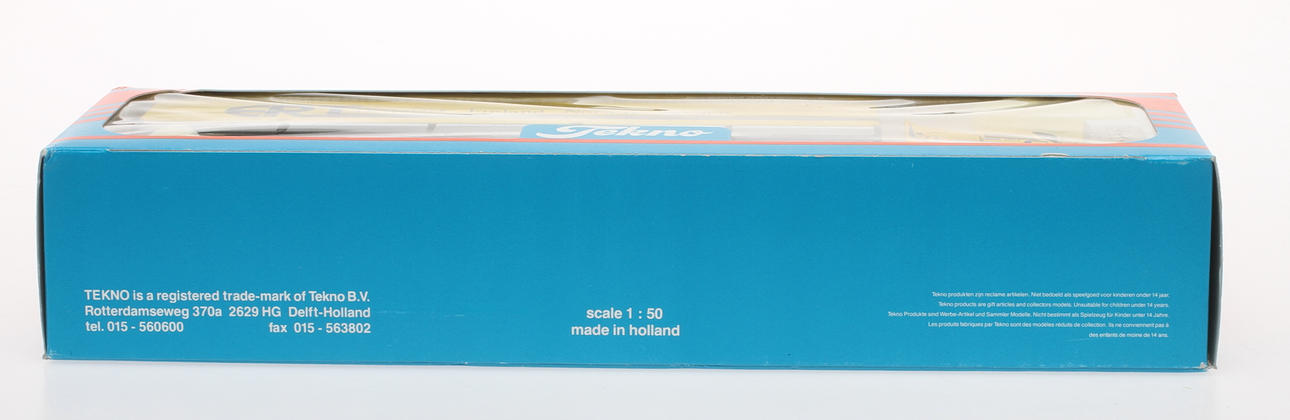 Tekno
TEKNO is a registered trade-mark of Tekno B.V.
Rotterdamseweg 370a 2629 HG Delft-Holland
tel. 015 - 560600 fax 015 - 563802
scale 1 : 50
made in holland
Tekno produkten zijn reclame artikelen. Niet bedoeld als speelgoed voor kinderen onder 14 jaar.
Tekno products are gift articles and collectors models. Unsuitable for children under 14 years.
Tekno Produkte sind Werbe-Artikel und Sammler Modelle. Nicht bestimmt als Spielzeug für Kinder unter 14 Jahre.
Les produits fabriques par Tekno sont des modèles réduits de collection. Ils ne conviennent pas à
des enfants de moins de 14 ans.